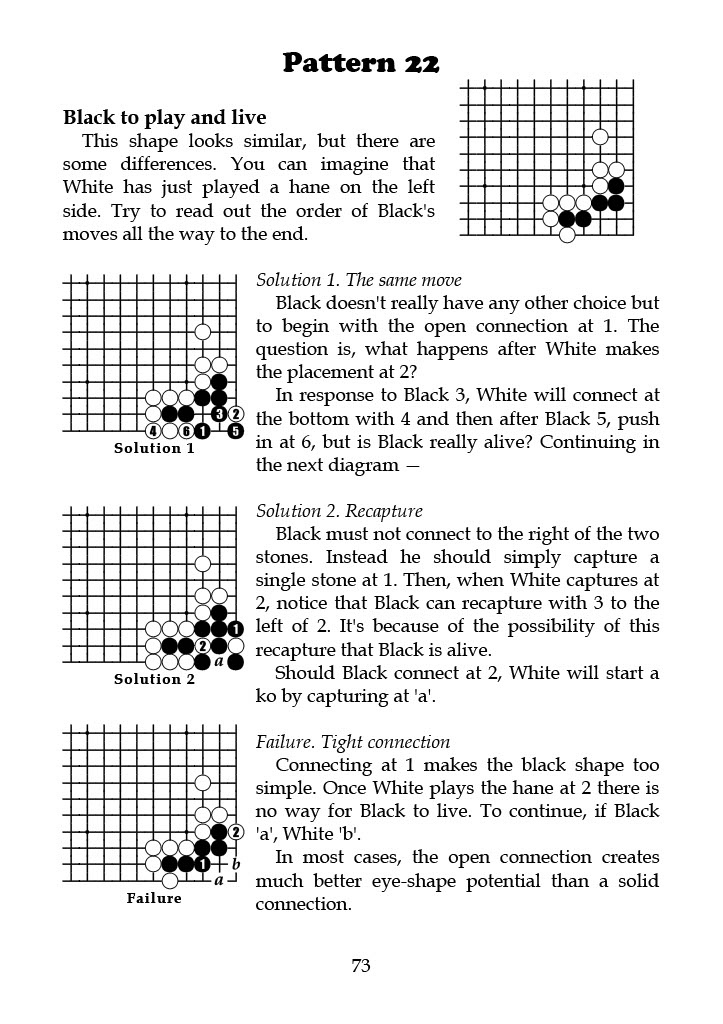 Pattern 22
Black to play and live
This shape looks similar, but there are
some differences. You can imagine that
White has just played a hane on the left
side. Try to read out the order of Black's
moves all the way to the end.
Solution 1. The same move
Black doesn't really have any other choice but
to begin with the open connection at 1. The
question is, what happens after White makes
the placement at 2?
In response to Black 3, White will connect at
the bottom with 4 and then after Black 5, push
in at 6, but is Black really alive? Continuing in
the next diagram —
3 2
4 6 1 5
Solution 1
Solution 2. Recapture
Black must not connect to the right of the two
stones. Instead he should simply capture a
single stone at 1. Then, when White captures at
2, notice that Black can recapture with 3 to the
left of 2. It's because of the possibility of this
recapture that Black is alive.
Should Black connect at 2, White will start a
ko by capturing at 'a'.
1
2
a
Solution 2
Failure. Tight connection
Connecting at 1 makes the black shape too
simple. Once White plays the hane at 2 there is
no way for Black to live. To continue, if Black
'a', White 'b'.
In most cases, the open connection creates
much better eye-shape potential than a solid
connection.
2
1 b
a
Failure
73